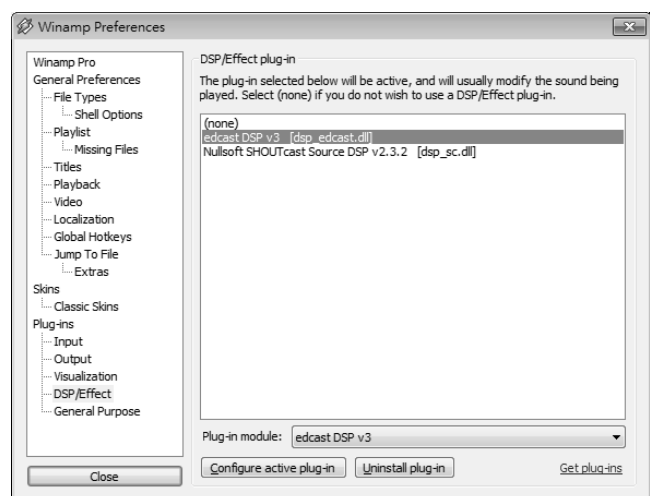 Winamp Preferences
Winamp Pro
General Preferences
File Types
Shell Options
Playlist
Missing Files
Titles
Playback
Video
Localization
Global Hotkeys
Jump To File
Extras
Skins
Classic Skins
Plug-ins
Input
Output
Visualization
DSP/Effect
General Purpose
Close
DSP/Effect plug-in
The plug-in selected below will be active, and will usually modify the sound being
played. Select (none) if you do not wish to use a DSP/Effect plug-in.
(none)
edcast DSP v3 [dsp_edcast.dll]
Nullsoft SHOUTcast Source DSP v2.3.2 [dsp_sc.dll]
Plug-in module: edcast DSP v3
Configure active plug-in Uninstall plug-in Get plug-ins